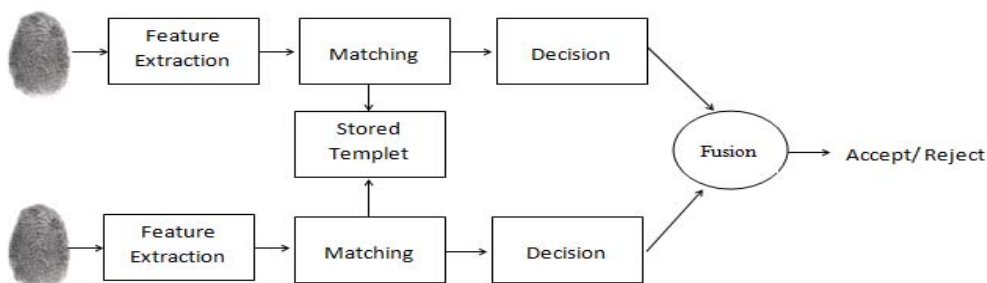 Feature
Extraction
Matching
Decision
Stored
Templet
Fusion
Accept/ Reject
Feature
Extraction
Matching
Decision